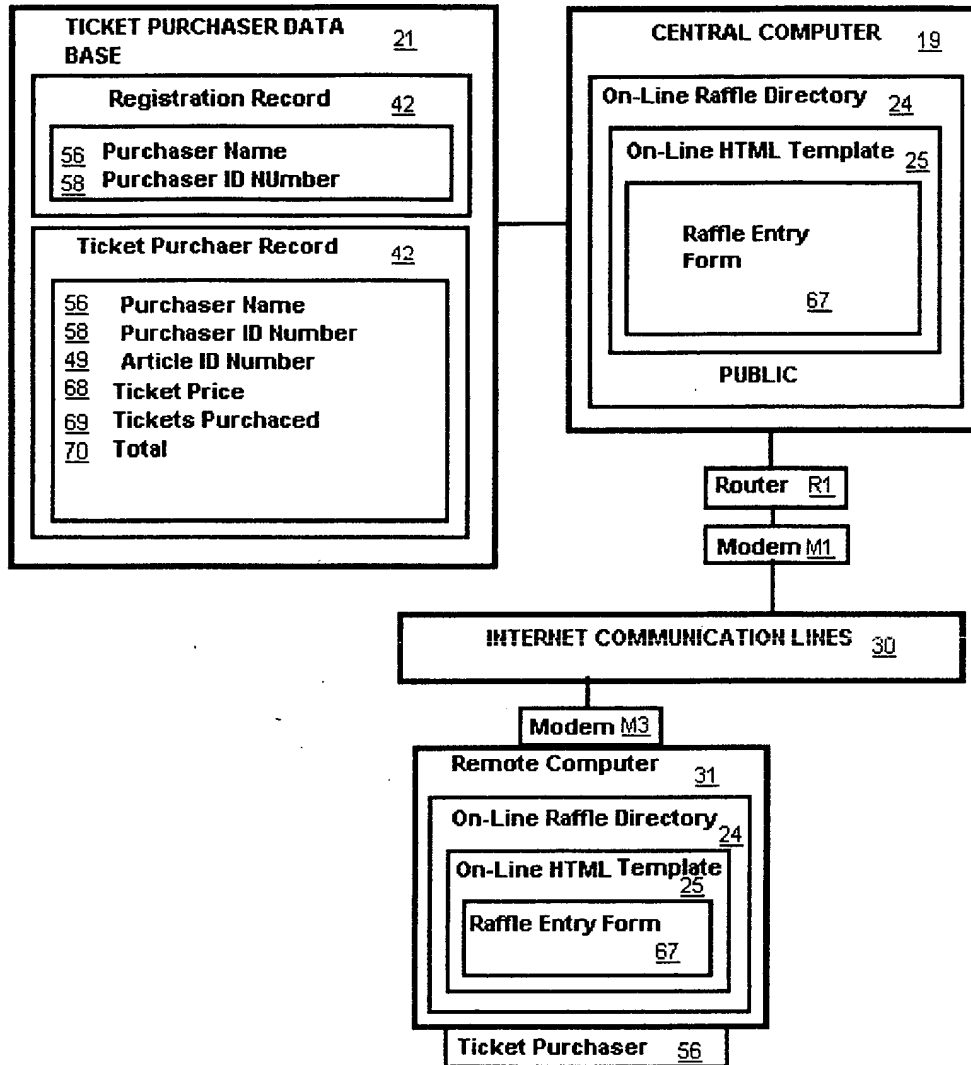 TICKET PURCHASER DATA
BASE
21
Registration Record 42
56 Purchaser Name
58 Purchaser ID NUmber
Ticket Purchaer Record 42
56 Purchaser Name
58 Purchaser ID Number
49 Article ID Number
68 Ticket Price
69 Tickets Purchaced
70 Total
CENTRAL COMPUTER 19
On-Line Raffle Directory 24
On-Line HTML Template 25
Raffle Entry
Form
67
PUBLIC
Router R1
Modem M1
INTERNET COMMUNICATION LINES 30
Modem M3
Remote Computer 31
On-Line Raffle Directory 24
On-Line HTML Template
25
Raffle Entry Form
67
Ticket Purchaser 56